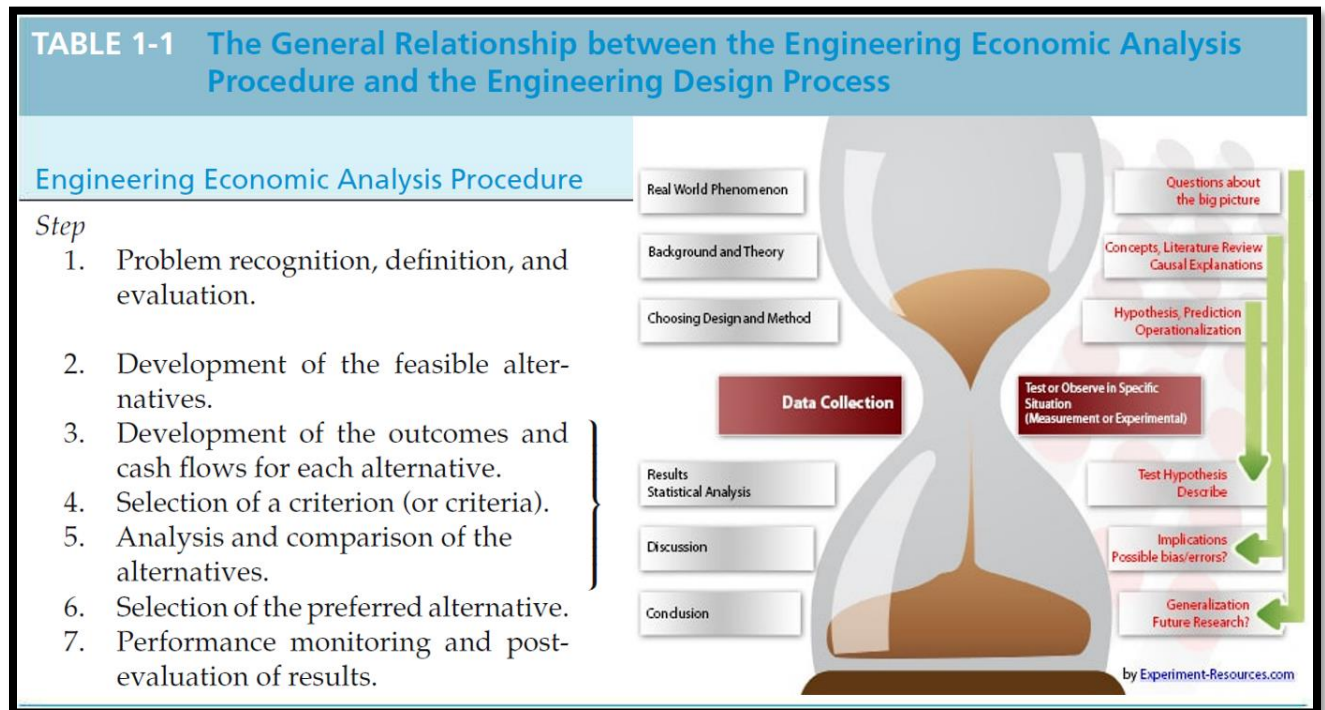 TABLE 1-1 The General Relationship between the Engineering Economic Analysis
Procedure and the Engineering Design Process
Engineering Economic Analysis Procedure
Step
1. Problem recognition, definition, and
evaluation.
2. Development of the feasible alter-
natives.
3. Development of the outcomes and
cash flows for each alternative.
4. Selection of a criterion (or criteria).
5. Analysis and comparison of the
alternatives.
6. Selection of the preferred alternative.
7. Performance monitoring and post-
evaluation of results.
Real World Phenomenon
Questions about
the big picture
Background and Theory
Concepts, Literature Review
Causal Explanations
Choosing Design and Method
Hypothesis, Prediction
Operationalization
Data Collection
Test or Observe in Specific
Situation
(Measurement or Experimental)
Results
Statistical Analysis
Test Hypothesis
Describe
Discussion
Implications
Possible bias/errors?
Conclusion
Generalization
Future Research?
by Experiment-Resources.com